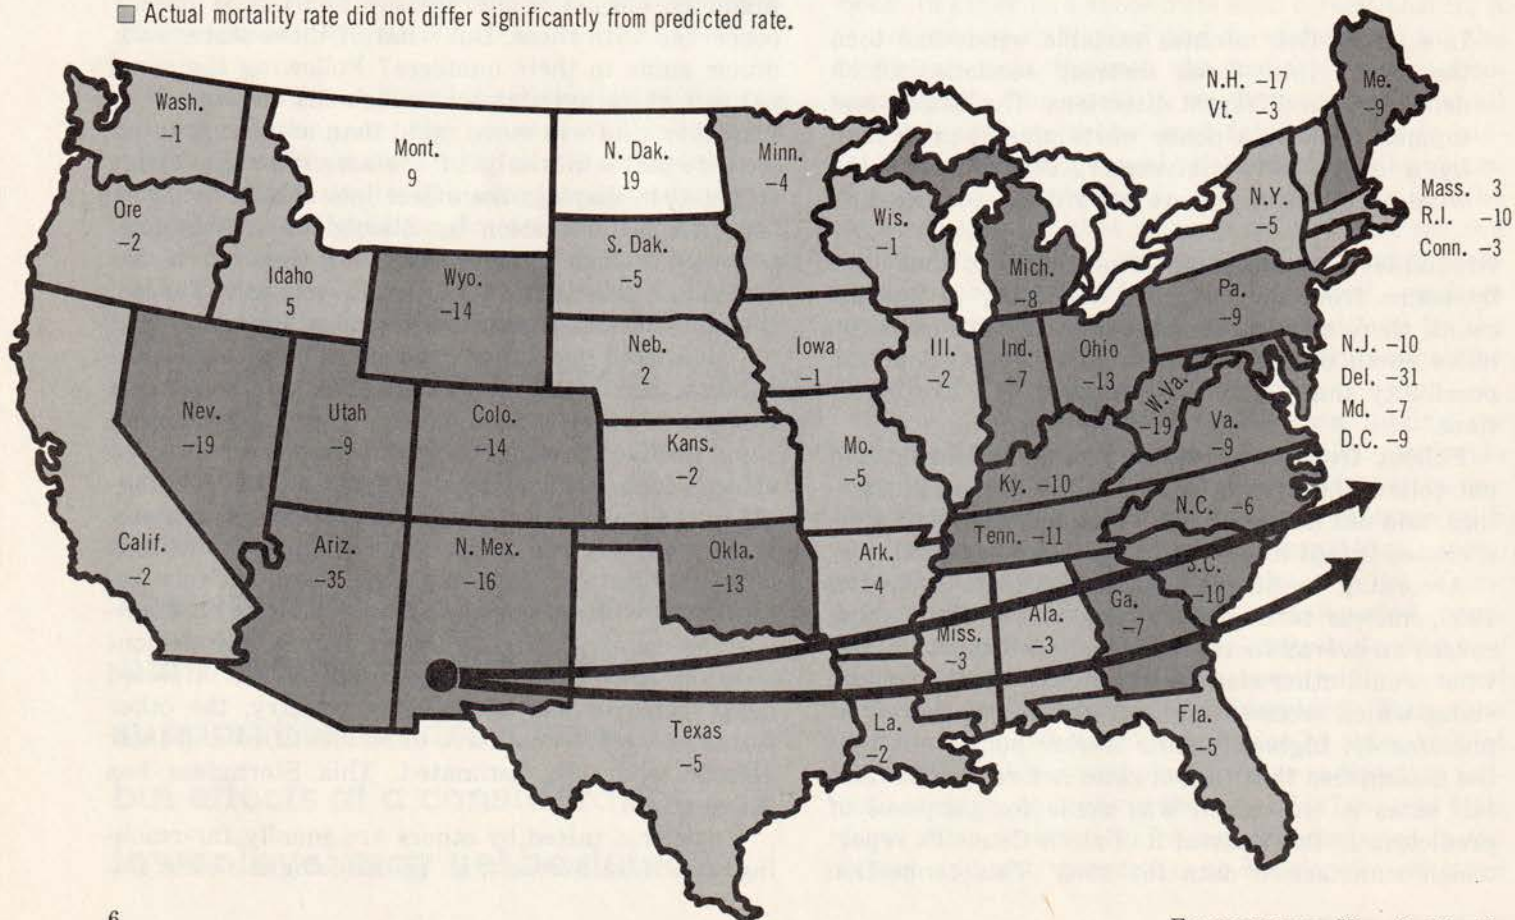 Actual mortality rate did not differ significantly from predicted rate.
Wash.
–1
Mont.
9
N. Dak.
19
Minn.
–4
N.H. –17
Vt. –3
Me.
–9
Ore
–2
Idaho
5
Wyo.
–14
S. Dak.
–5
Wis.
–1
Mich.
–8
N.Y.
–5
Mass. 3
R.I. –10
Conn. –3
Nev.
–19
Utah
–9
Colo.
–14
Neb.
2
Iowa
–1
Ill.
–2
Ind.
–7
Ohio
–13
Pa.
–9
N.J. –10
Del. –31
Md. –7
D.C. –9
W. Va.
–19
Va.
–9
Kans.
–2
Mo.
–5
Ky. –10
Calif.
–2
Ariz.
–35
N. Mex.
–16
Okla.
–13
Ark.
–4
Tenn. –11
N.C. –6
S.C.
–10
Miss.
–3
Ala.
–3
Ga.
–7
Texas
–5
La.
–2
Fla.
–5
6